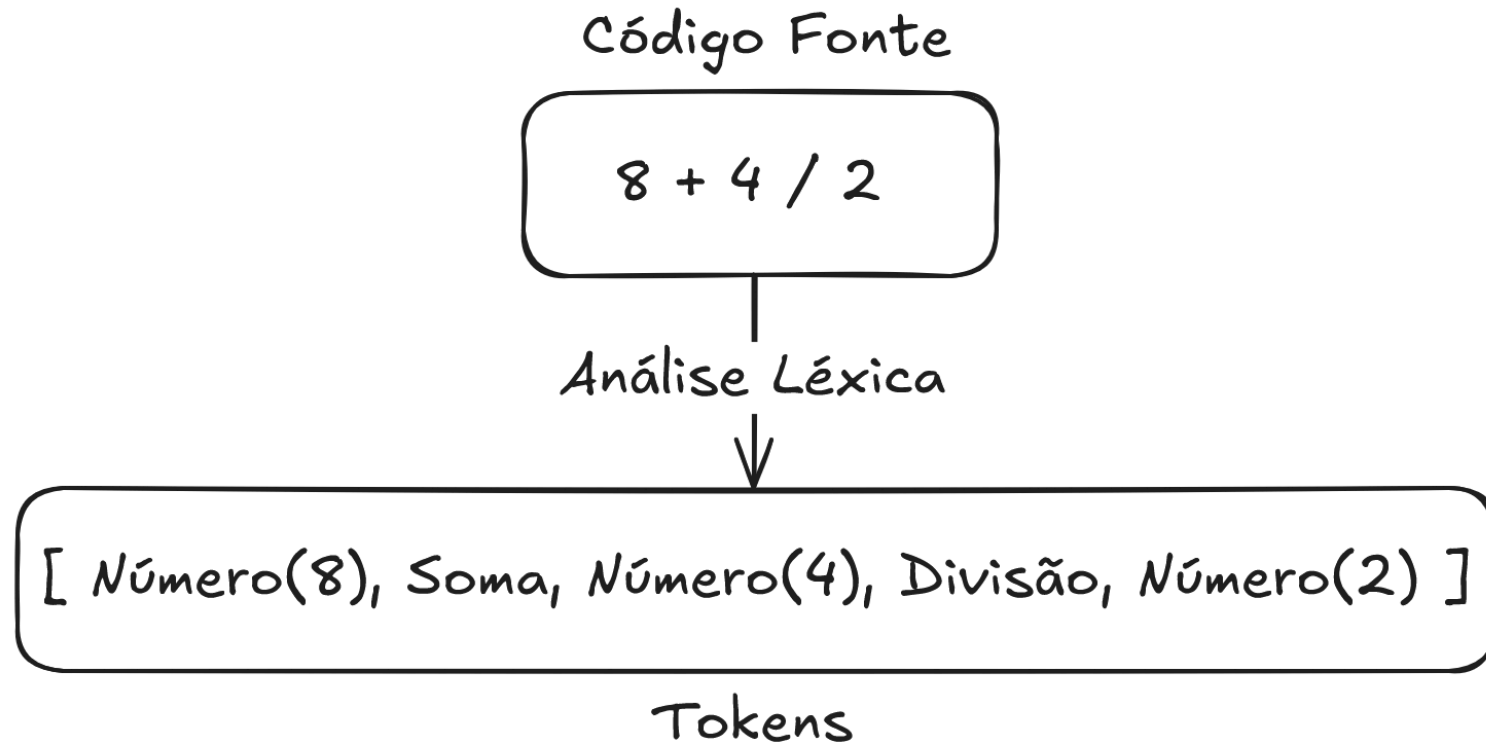 Código Fonte
8 + 4 / 2
Análise Léxica
[ Número(8), Soma, Número(4), Divisão, Número(2) ]
Tokens